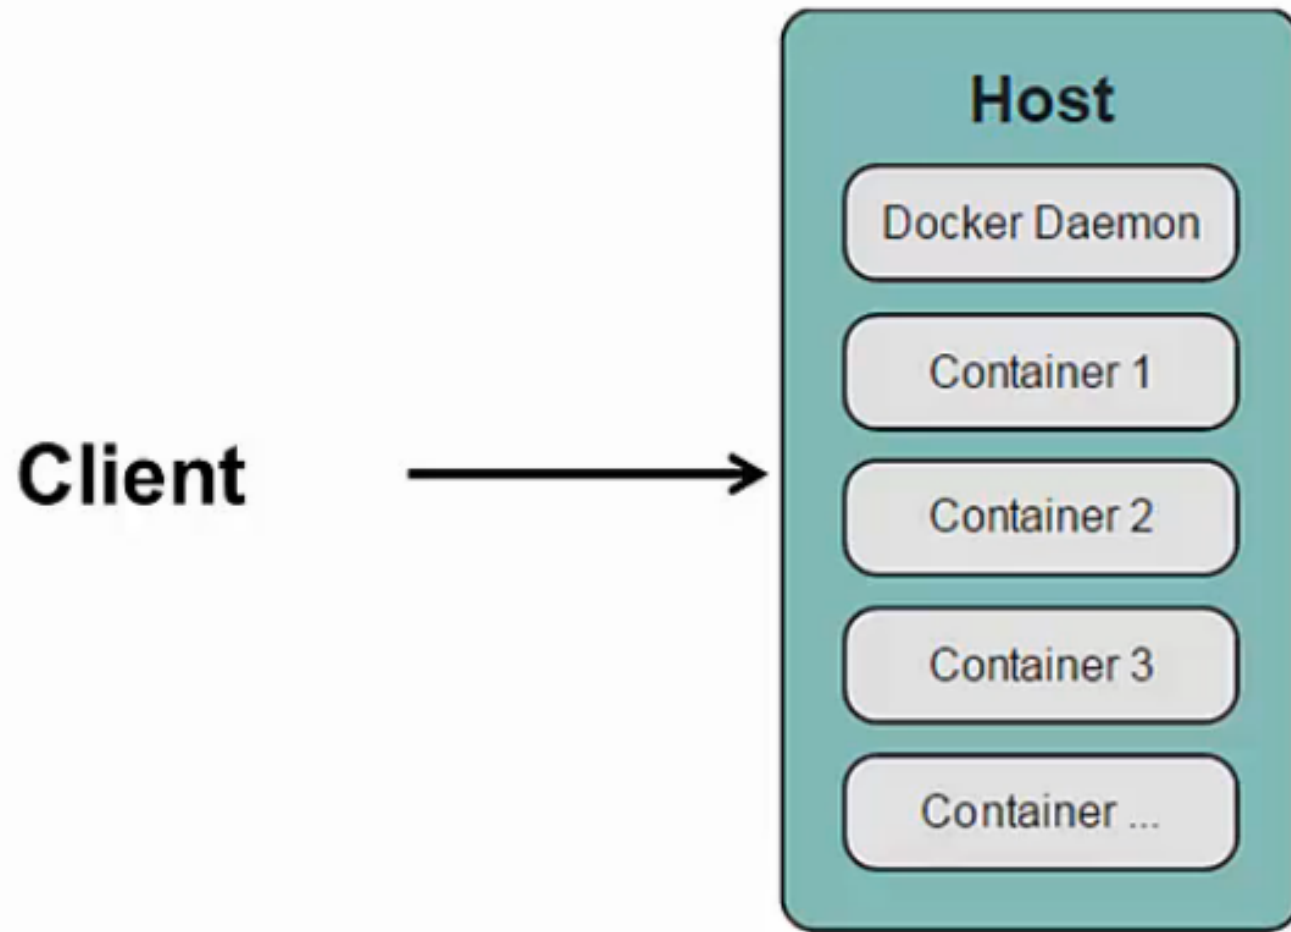 Client
Host
Docker Daemon
Container 1
Container 2
Container 3
Container ...